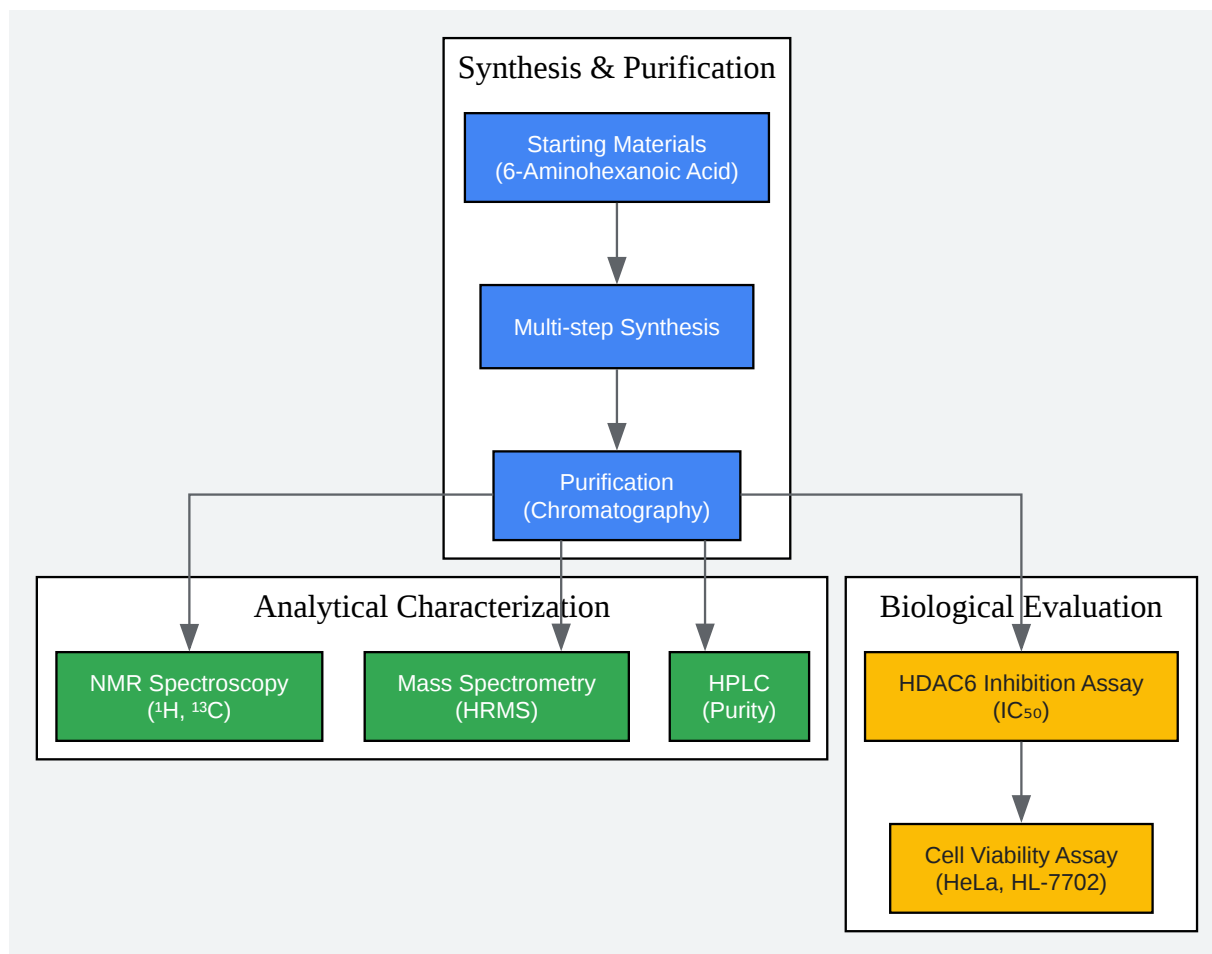 Synthesis & Purification
Starting Materials
(6-Aminohexanoic Acid)
Multi-step Synthesis
Purification
(Chromatography)
Analytical Characterization
NMR Spectroscopy
(¹H, ¹³C)
Mass Spectrometry
(HRMS)
HPLC
(Purity)
Biological Evaluation
HDAC6 Inhibition Assay
(IC₅₀)
Cell Viability Assay
(HeLa, HL-7702)